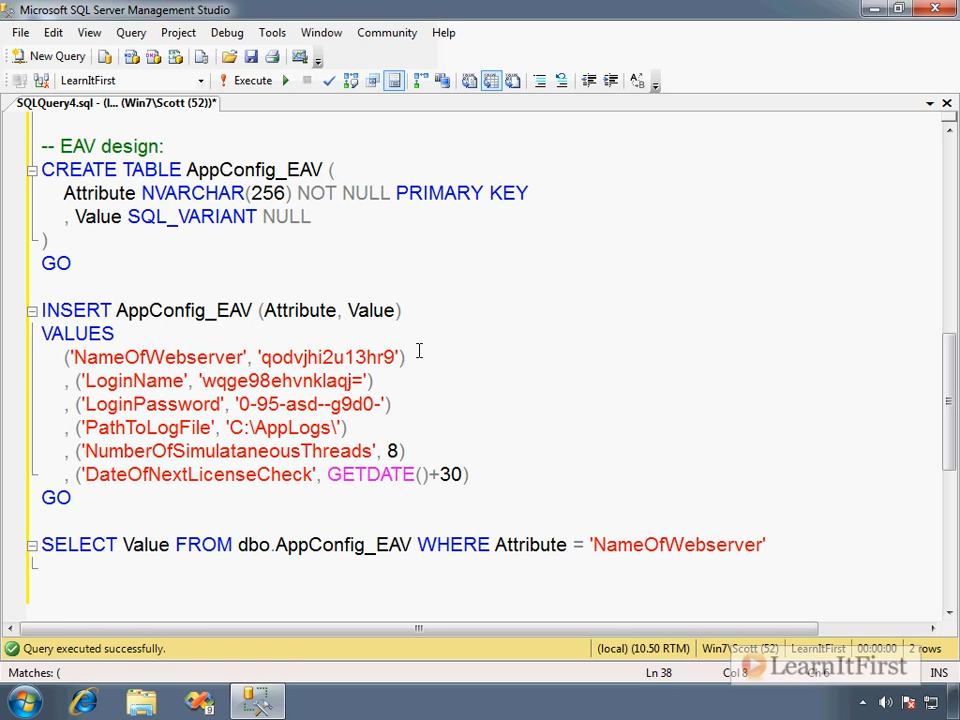 Microsoft SQL Server Management Studio
File Edit View Query Project Debug Tools Window Community Help
New Query
LearnItFirst Execute
SQLQuery4.sql - (l... (Win7\Scott (52))*
-- EAV design:
CREATE TABLE AppConfig_EAV (
Attribute NVARCHAR(256) NOT NULL PRIMARY KEY
, Value SQL_VARIANT NULL
)
GO
INSERT AppConfig_EAV (Attribute, Value)
VALUES
('NameOfWebserver', 'qodvjhi2u13hr9')
, ('LoginName', 'wqge98ehvnklaqj=')
, ('LoginPassword', '0-95-asd--g9d0-')
, ('PathToLogFile', 'C:\AppLogs\')
, ('NumberOfSimulataneousThreads', 8)
, ('DateOfNextLicenseCheck', GETDATE()+30)
GO
SELECT Value FROM dbo.AppConfig_EAV WHERE Attribute = 'NameOfWebserver'
Query executed successfully. (local) (10.50 RTM) Win7\Scott (52) LearnItFirst 00:00:00 2 rows
Matches: ( Ln 38 Col 8 Ch 6 INS
LearnItFirst